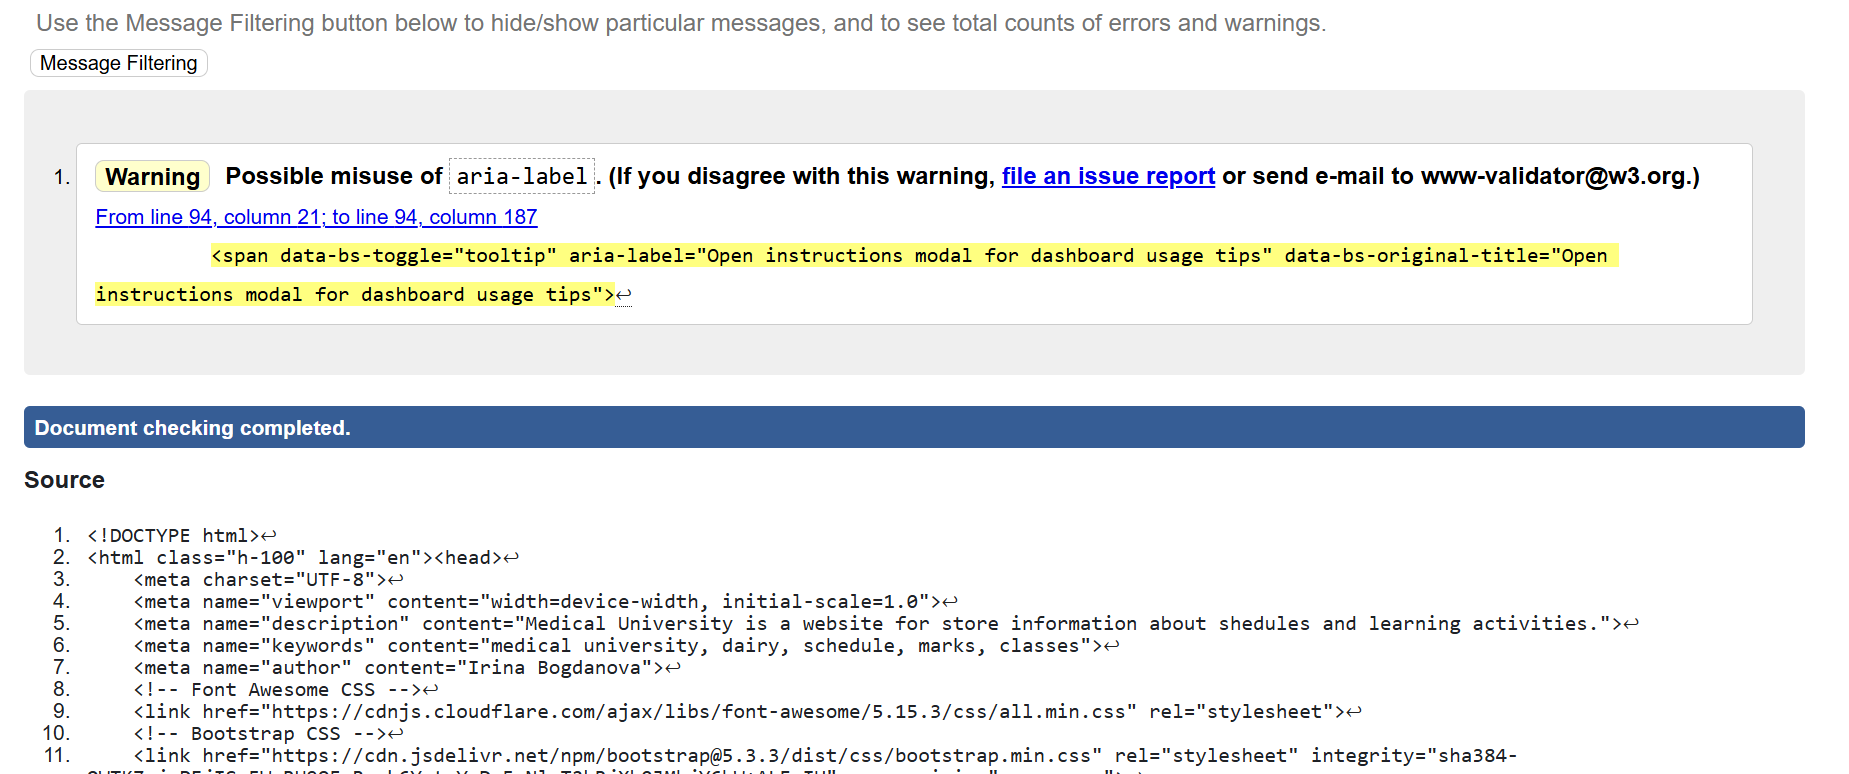 Use the Message Filtering button below to hide/show particular messages, and to see total counts of errors and warnings.
Message Filtering
1. Warning Possible misuse of aria-label. (If you disagree with this warning, file an issue report or send e-mail to www-validator@w3.org.)
From line 94, column 21; to line 94, column 187
<span data-bs-toggle="tooltip" aria-label="Open instructions modal for dashboard usage tips" data-bs-original-title="Open
instructions modal for dashboard usage tips">↩
Document checking completed.
Source
1. <!DOCTYPE html>↩
2. <html class="h-100" lang="en"><head>↩
3. <meta charset="UTF-8">↩
4. <meta name="viewport" content="width=device-width, initial-scale=1.0">↩
5. <meta name="description" content="Medical University is a website for store information about shedules and learning activities.">↩
6. <meta name="keywords" content="medical university, dairy, schedule, marks, classes">↩
7. <meta name="author" content="Irina Bogdanova">↩
8. <!-- Font Awesome CSS -->↩
9. <link href="https://cdnjs.cloudflare.com/ajax/libs/font-awesome/5.15.3/css/all.min.css" rel="stylesheet">↩
10. <!-- Bootstrap CSS -->↩
11. <link href="https://cdn.jsdelivr.net/npm/bootstrap@5.3.3/dist/css/bootstrap.min.css" rel="stylesheet" integrity="sha384-